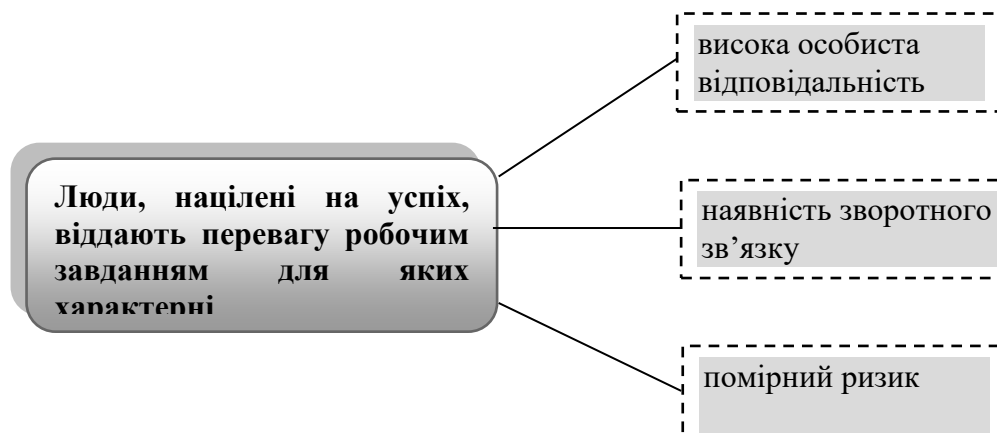 Люди, націлені на успіх,
віддають перевагу робочим
завданням для яких
характерні
висока особиста
відповідальність
наявність зворотного
зв’язку
помірний ризик